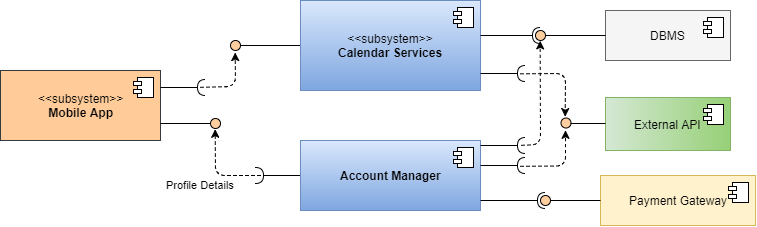 <<subsystem>>
Mobile App
Profile Details
<<subsystem>>
Calendar Services
Account Manager
DBMS
External API
Payment Gateway